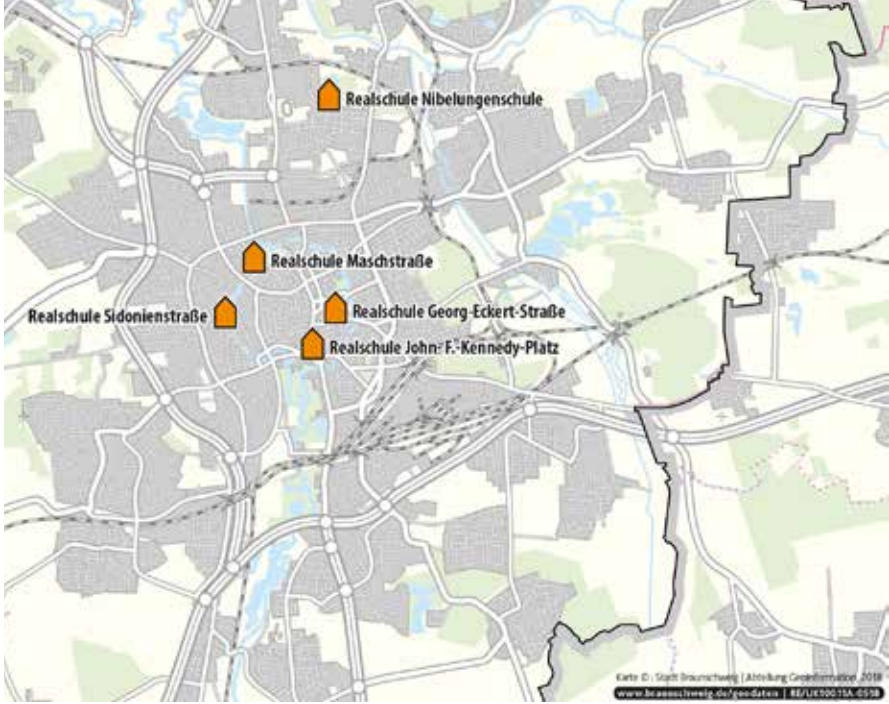 Realschule Nibelungenschule
Realschule Maschstraße
Realschule Sidonienstraße
Realschule Georg-Eckert-Straße
Realschule John- F.-Kennedy-Platz
Karte ©: Stadt Braunschweig | Abteilung Geoinformation, 2018
www.braunschweig.de/geodaten |